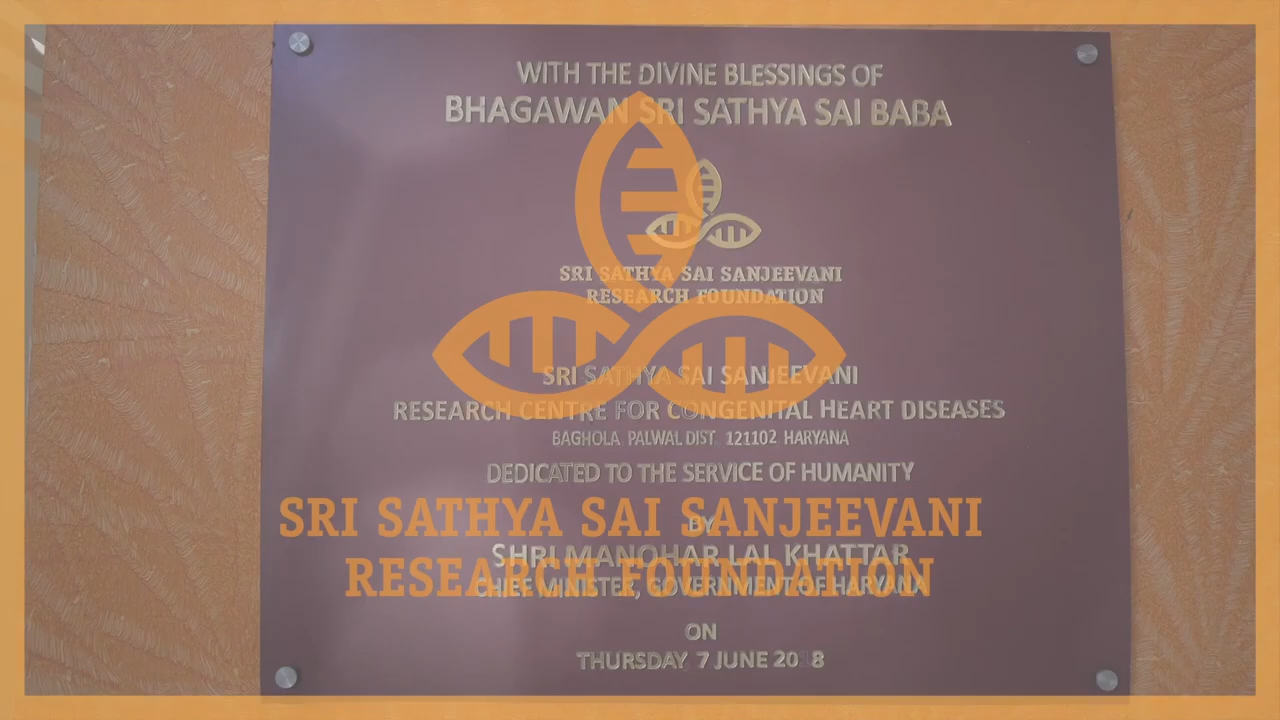 WITH THE DIVINE BLESSINGS OF
BHAGAWAN SRI SATHYA SAI BABA
SRI SATHYA SAI SANJEEVANI
RESEARCH FOUNDATION
SRI SATHYA SAI SANJEEVANI
RESEARCH CENTRE FOR CONGENITAL HEART DISEASES
BAGHOLA, PALWAL DIST. 121102 HARYANA
DEDICATED TO THE SERVICE OF HUMANITY
SRI SATHYA SAI SANJEEVANI
BY
SHRI MANOHAR LAL KHATTAR
RESEARCH FOUNDATION
CHIEF MINISTER, GOVERNMENT OF HARYANA
ON
THURSDAY, 7 JUNE 20 8